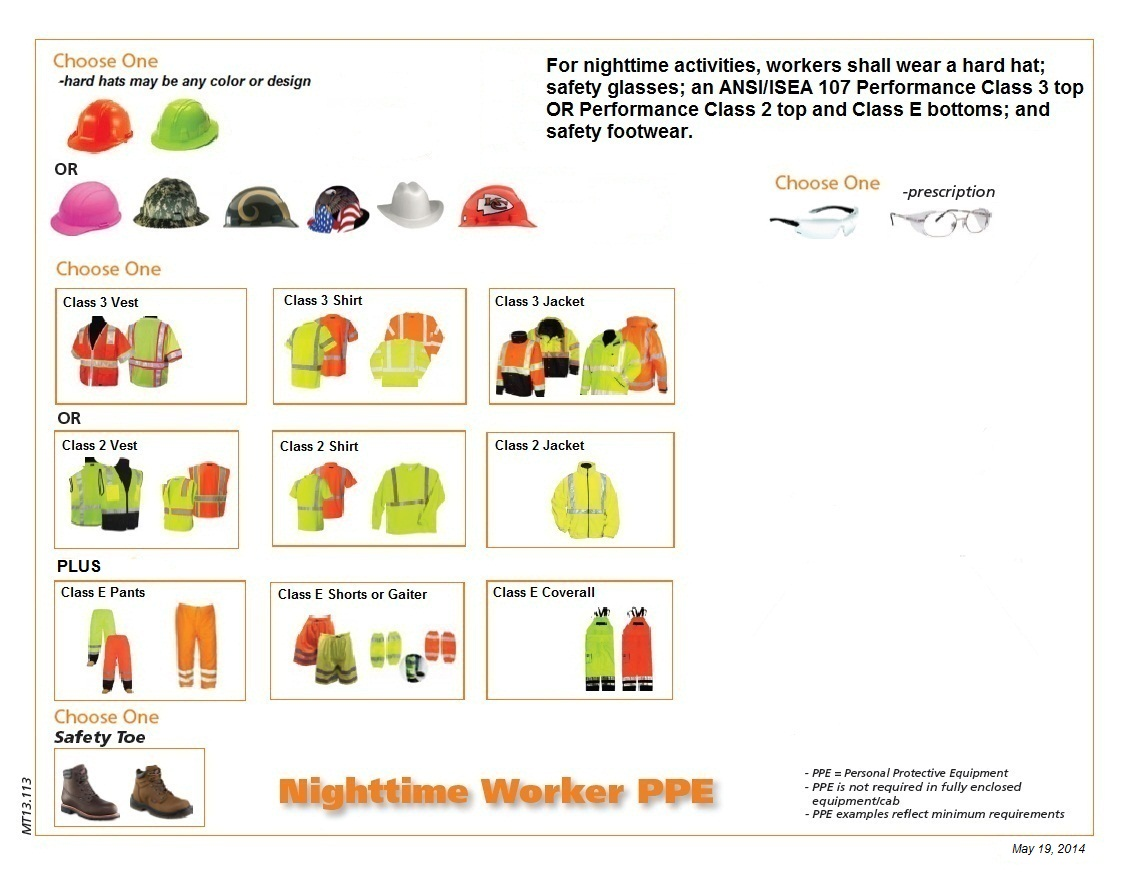 Choose One
-hard hats may be any color or design
For nighttime activities, workers shall wear a hard hat;
safety glasses; an ANSI/ISEA 107 Performance Class 3 top
OR Performance Class 2 top and Class E bottoms; and
safety footwear.
OR
Choose One
-prescription
Choose One
Class 3 Vest
Class 3 Shirt
Class 3 Jacket
OR
Class 2 Vest
Class 2 Shirt
Class 2 Jacket
PLUS
Class E Pants
Class E Shorts or Gaiter
Class E Coverall
Choose One
Safety Toe
Nighttime Worker PPE
- PPE = Personal Protective Equipment
- PPE is not required in fully enclosed
equipment/cab
- PPE examples reflect minimum requirements
MT13.113
May 19, 2014